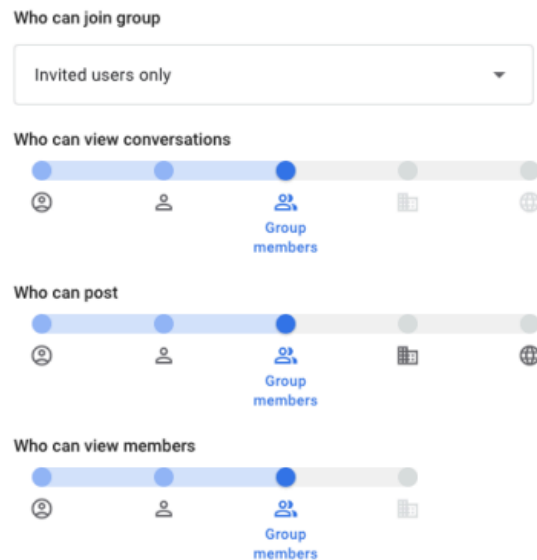 Who can join group
Invited users only
Who can view conversations
Group
members
Who can post
Group
members
Who can view members
Group
members